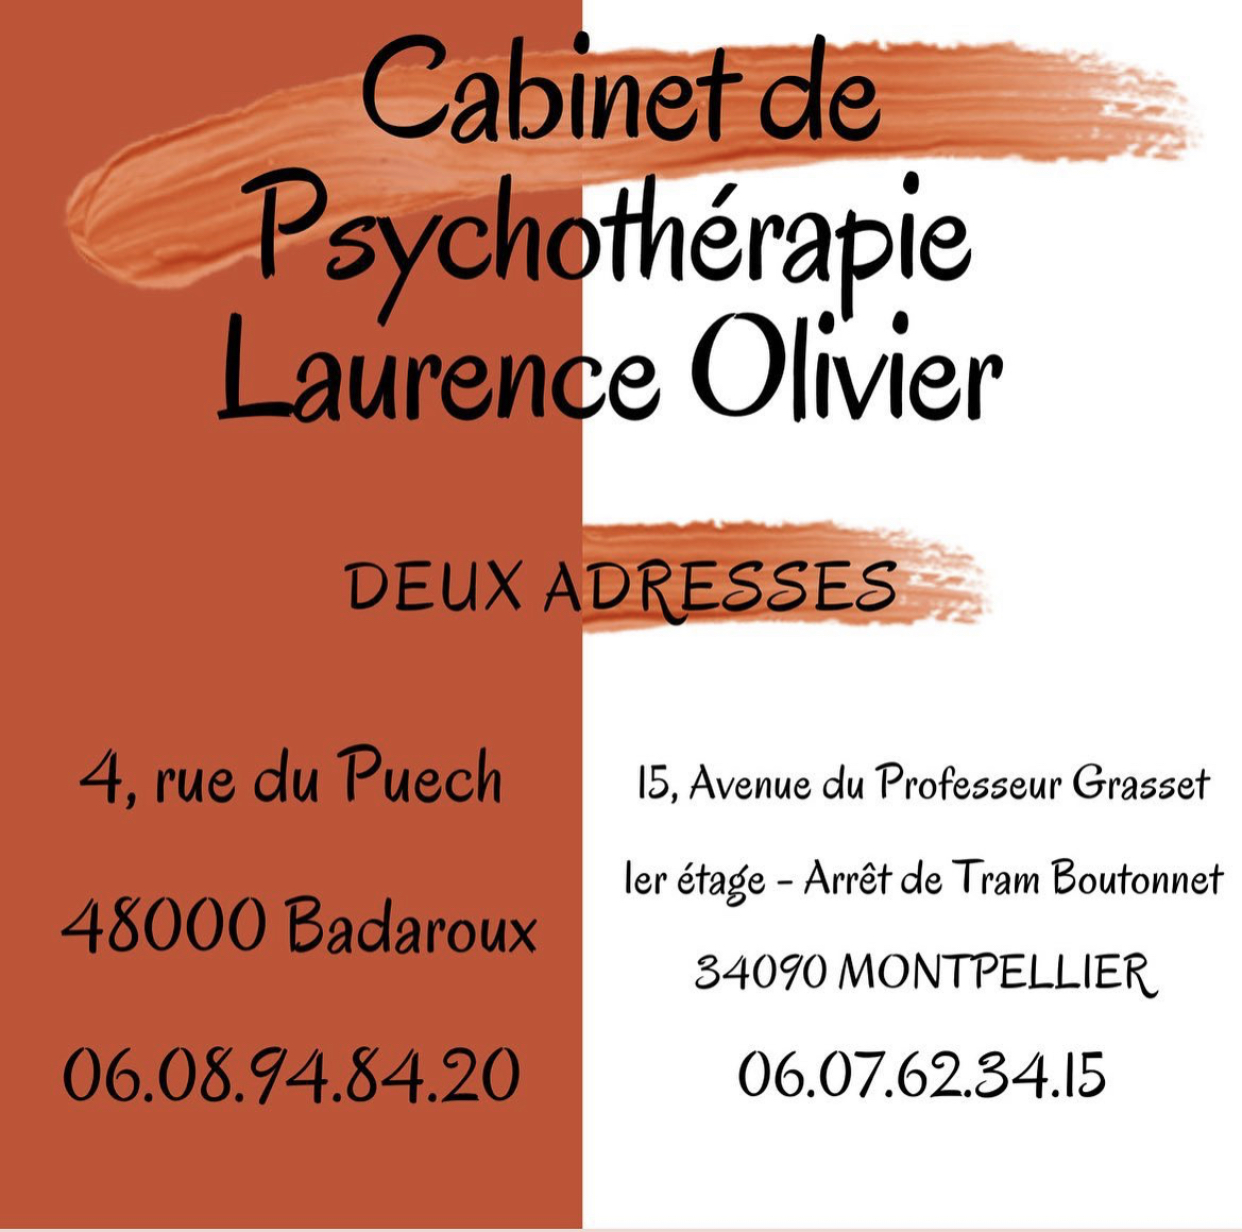 Cabinet de
Psychothérapie
Laurence Olivier
DEUX ADRESSES
4, rue du Puech
48000 Badaroux
06.08.94.84.20
15, Avenue du Professeur Grasset
1er étage - Arrêt de Tram Boutonnet
34090 MONTPELLIER
06.07.62.34.15